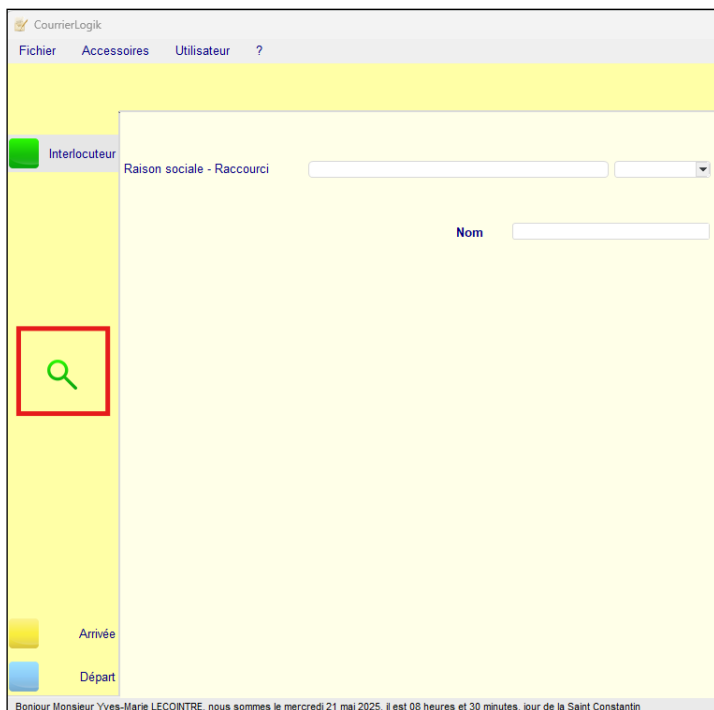 CourrierLogik
Fichier Accessoires Utilisateur ?
Interlocuteur
Raison sociale - Raccourci
Nom
Arrivée
Départ
Bonjour Monsieur Yves-Marie LECOINTRE, nous sommes le mercredi 21 mai 2025, il est 08 heures et 30 minutes, jour de la Saint Constantin